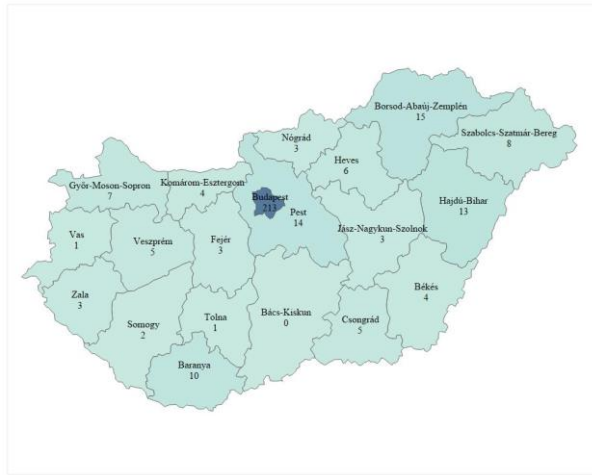 Borsod-Abaúj-Zemplén
15
Szabolcs-Szatmár-Bereg
8
Nógrád
3
Heves
6
Győr-Moson-Sopron
7
Komárom-Esztergom
4
Budapest
213
Pest
14
Hajdú-Bihar
13
Jász-Nagykun-Szolnok
3
Vas
1
Veszprém
5
Fejér
3
Békés
4
Zala
3
Somogy
2
Tolna
1
Bács-Kiskun
0
Csongrád
5
Baranya
10